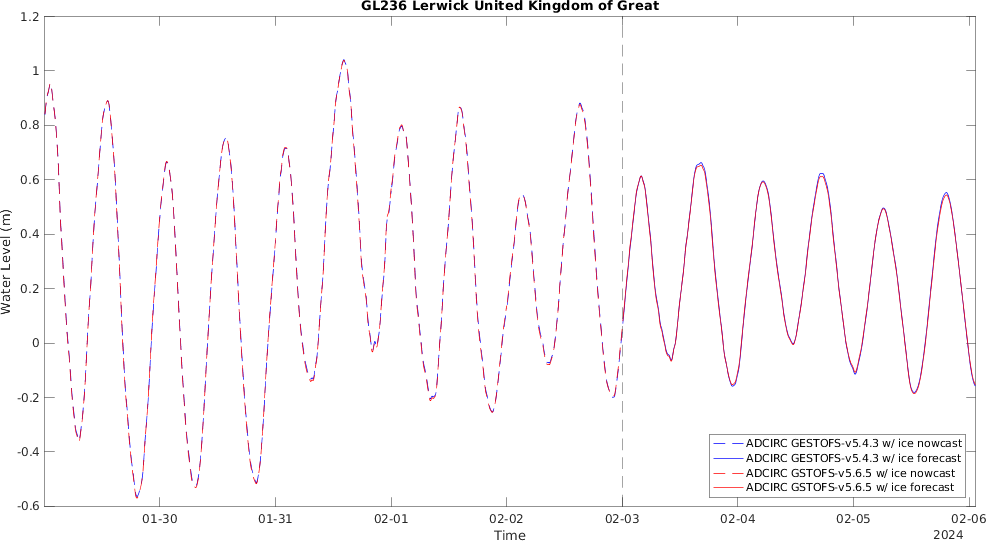 GL236 Lerwick United Kingdom of Great
1.2
1
0.8
0.6
0.4
0.2
0
-0.2
-0.4
-0.6
Water Level (m)
ADCIRC GESTOFS-v5.4.3 w/ ice nowcast
ADCIRC GESTOFS-v5.4.3 w/ ice forecast
ADCIRC GSTOFS-v5.6.5 w/ ice nowcast
ADCIRC GSTOFS-v5.6.5 w/ ice forecast
01-30 01-31 02-01 02-02 02-03 02-04 02-05 02-06
Time
2024